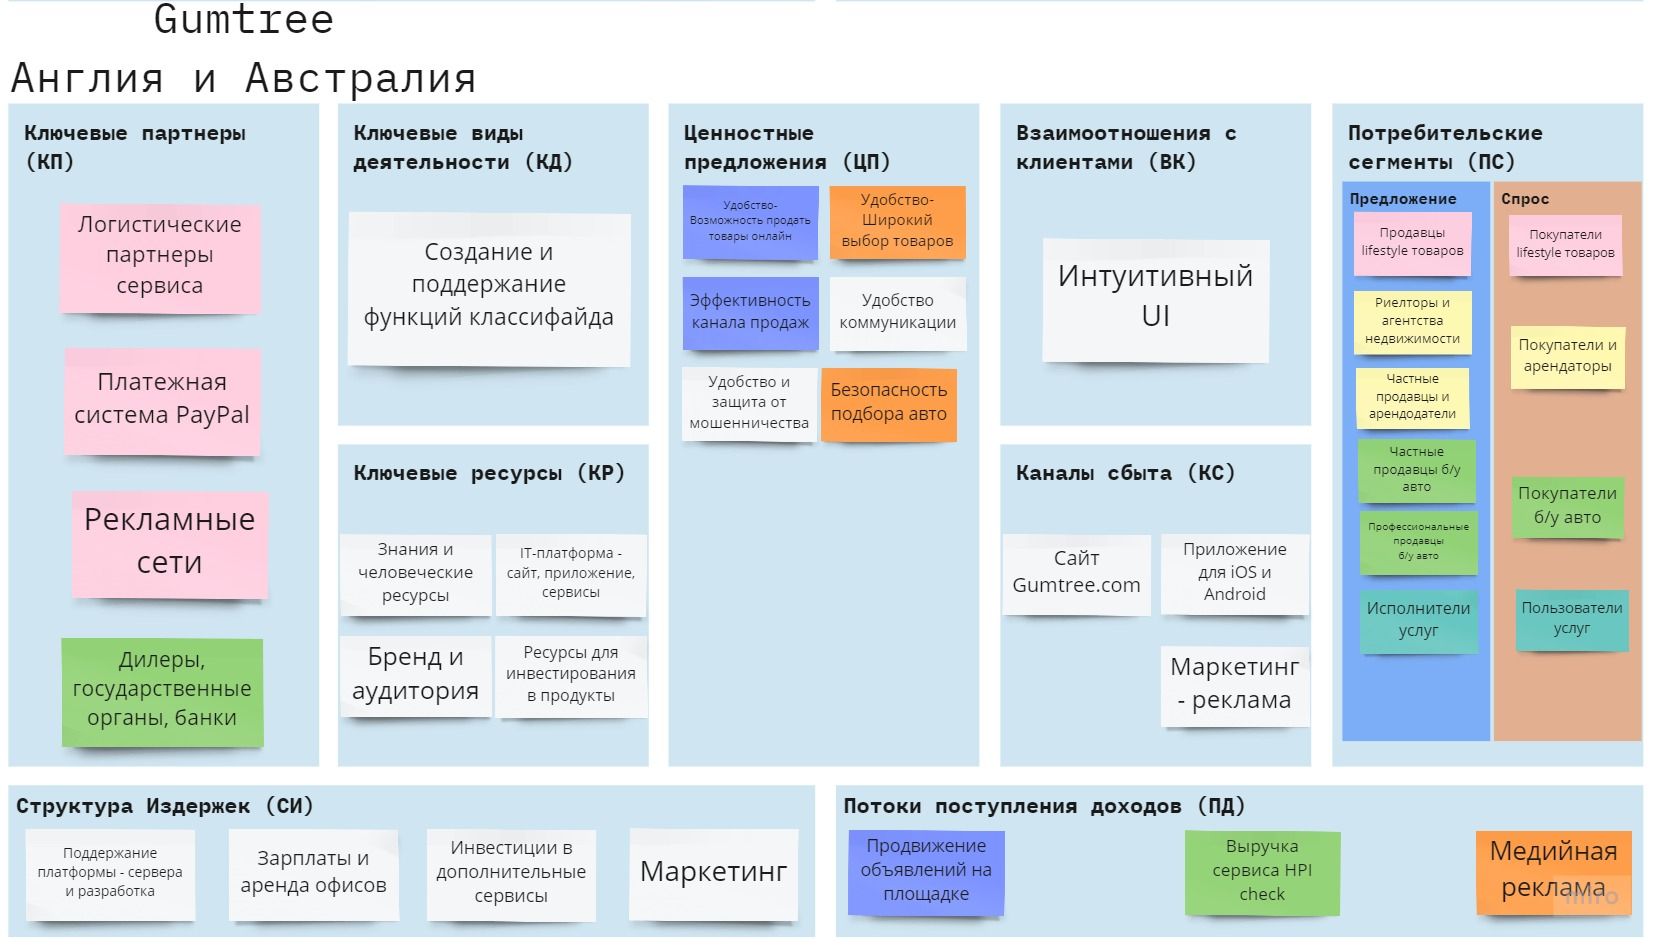 Gumtree
Англия и Австралия
Ключевые партнеры
(КП)
Логистические
партнеры
сервиса
Платежная
система PayPal
Рекламные
сети
Дилеры,
государственные
органы, банки
Ключевые виды
деятельности (КД)
Создание и
поддержание
функций классифайда
Ключевые ресурсы (КР)
Знания и
человеческие
ресурсы
IT-платформа -
сайт, приложение,
сервисы
Бренд и
аудитория
Ресурсы для
инвестирования
в продукты
Ценностные
предложения (ЦП)
Удобство-
Возможность продать
товары онлайн
Удобство-
Широкий
выбор товаров
Эффективность
канала продаж
Удобство
коммуникации
Удобство и
защита от
мошенничества
Безопасность
подбора авто
Взаимоотношения с
клиентами (ВК)
Интуитивный
UI
Каналы сбыта (КС)
Сайт
Gumtree.com
Приложение
для iOS и
Android
Маркетинг
- реклама
Потребительские
сегменты (ПС)
Предложение
Продавцы
lifestyle товаров
Риелторы и
агентства
недвижимости
Частные
продавцы и
арендодатели
Частные
продавцы б/у
авто
Профессиональные
продавцы
б/у авто
Исполнители
услуг
Спрос
Покупатели
lifestyle товаров
Покупатели и
арендаторы
Покупатели
б/у авто
Пользователи
услуг
Структура Издержек (СИ)
Поддержание
платформы - сервера
и разработка
Зарплаты и
аренда офисов
Инвестиции в
дополнительные
сервисы
Маркетинг
Потоки поступления доходов (ПД)
Продвижение
объявлений на
площадке
Выручка
сервиса HPI
check
Медийная
реклама
miro